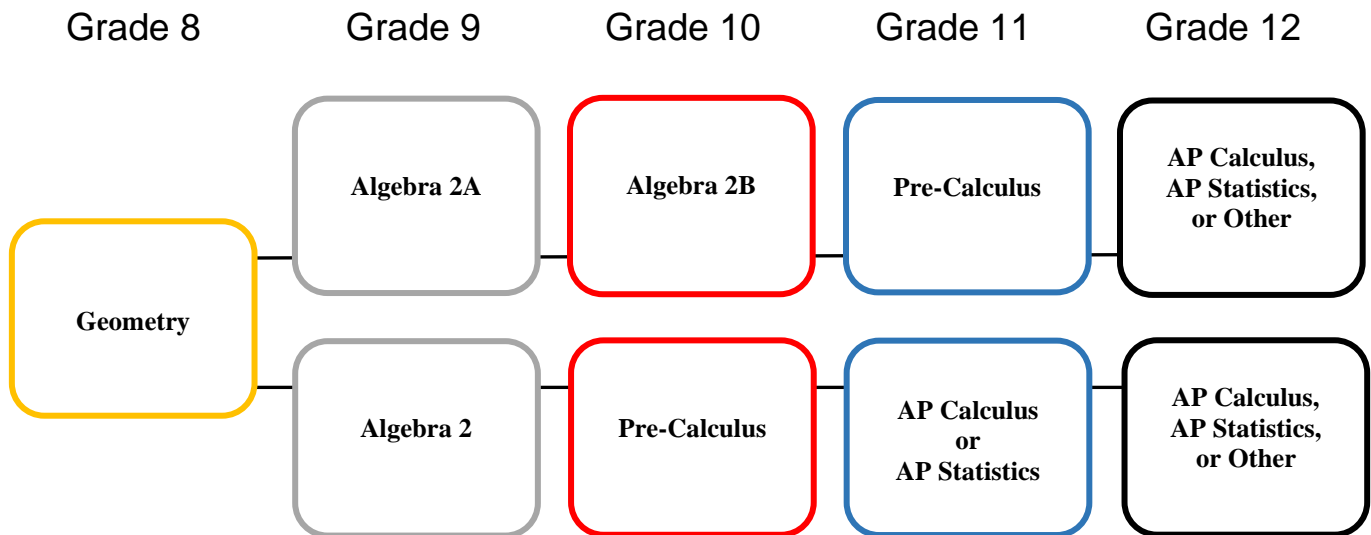 Grade 8 Grade 9 Grade 10 Grade 11 Grade 12
Algebra 2A
Algebra 2B
Pre-Calculus
AP Calculus,
AP Statistics,
or Other
Geometry
Algebra 2
Pre-Calculus
AP Calculus
or
AP Statistics
AP Calculus,
AP Statistics,
or Other